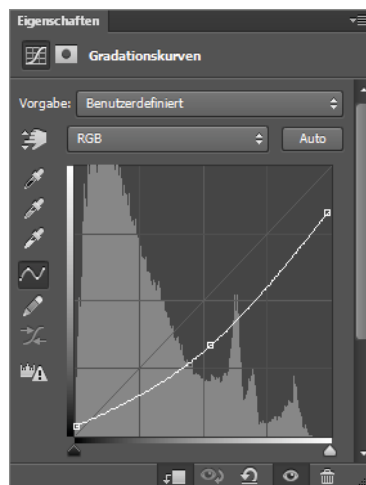 Eigenschaften
Gradationskurven
Vorgabe: Benutzerdefiniert
RGB Auto